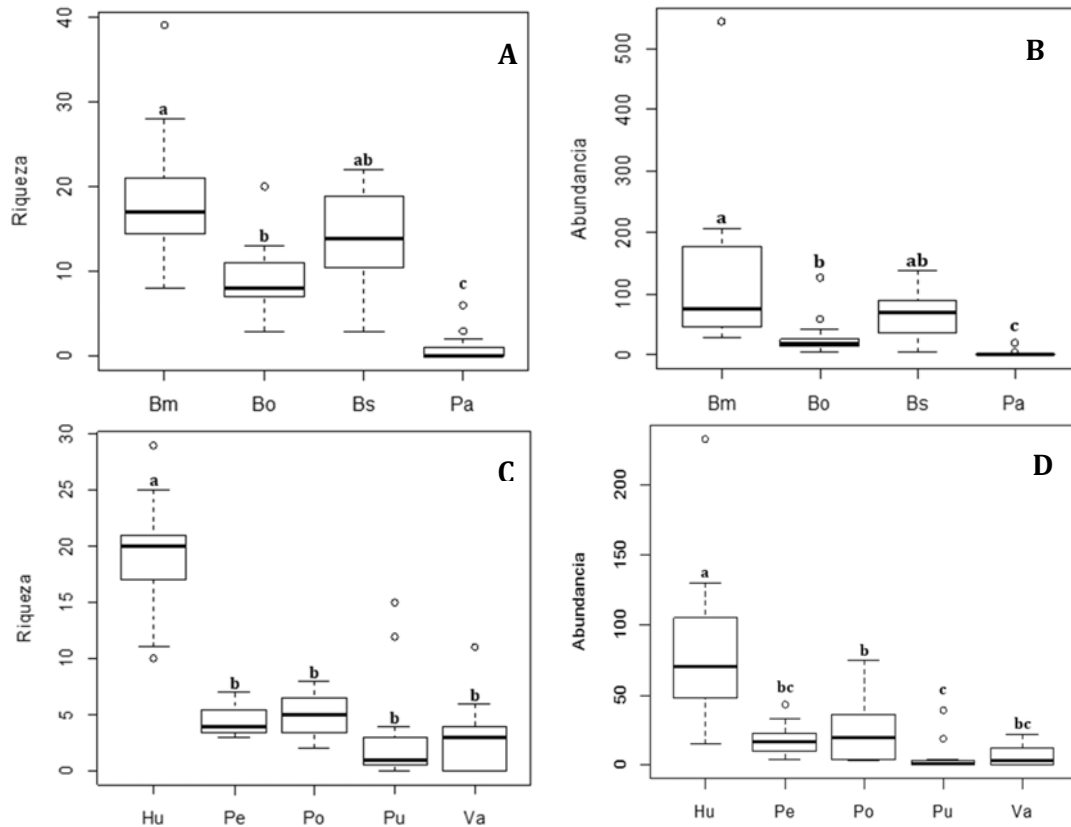 A
Riqueza
40
30
20
10
0
a
b
ab
c
Bm Bo Bs Pa
B
Abundancia
500
400
300
200
100
0
a
b
ab
c
Bm Bo Bs Pa
C
Riqueza
30
25
20
15
10
5
0
a
b
b
b
b
Hu Pe Po Pu Va
D
Abundancia
200
150
100
50
0
a
bc
b
c
bc
Hu Pe Po Pu Va